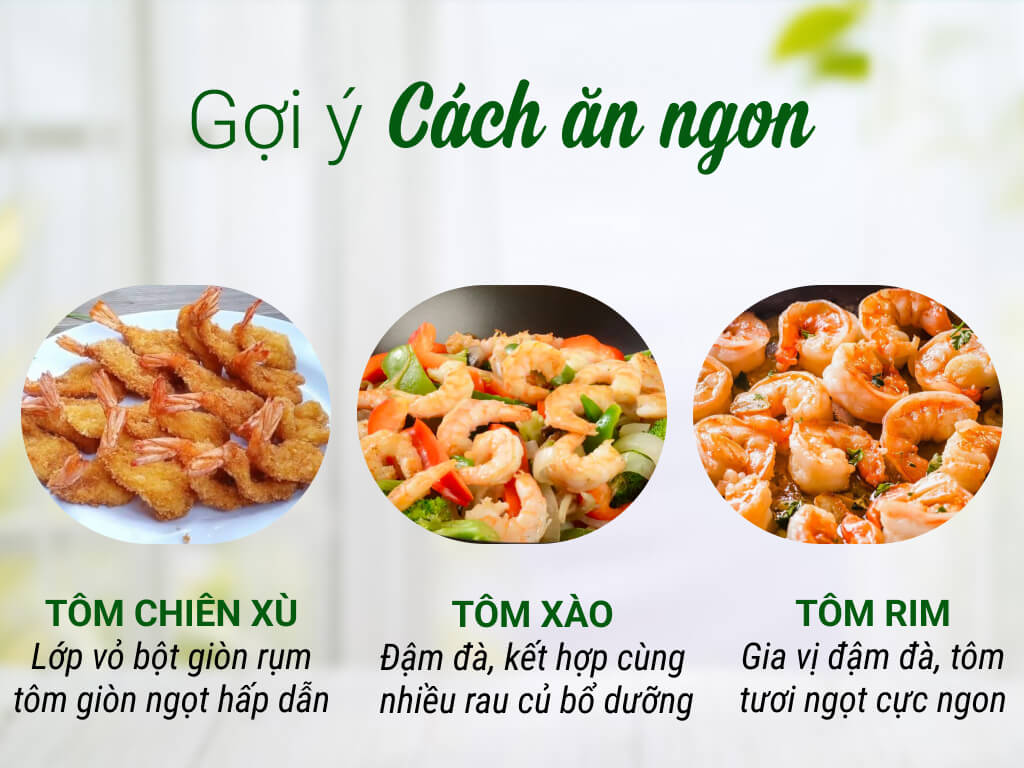 Gợi ý Cách ăn ngon
TÔM CHIÊN XÙ
Lớp vỏ bột giòn rụm
tôm giòn ngọt hấp dẫn
TÔM XÀO
Đậm đà, kết hợp cùng
nhiều rau củ bổ dưỡng
TÔM RIM
Gia vị đậm đà, tôm
tươi ngọt cực ngon